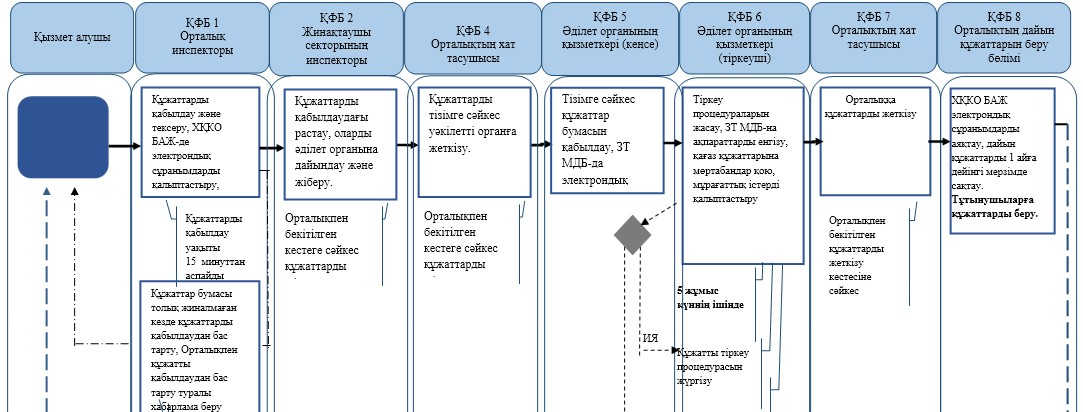 Қызмет алушы
ҚФБ 1
Орталық
инспекторы
ҚФБ 2
Жинақтаушы
секторының
инспекторы
ҚФБ 4
Орталықтың хат
тасушысы
ҚФБ 5
Әділет органының
қызметкері (кеңсе)
ҚФБ 6
Әділет органының
қызметкері
(тіркеуші)
ҚФБ 7
Орталықтың хат
тасушысы
ҚФБ 8
Орталықтың дайын
құжаттарын беру
бөлімі
Құжаттарды
қабылдау және
тексеру, ХҚКО
БАЖ-де
электрондық
сұранымдарды
қалыптастыру,
Құжаттарды
қабылдаудағы
растау, оларды
әділет органына
дайындау және
жіберу.
Құжаттарды
тізімге сәйкес
уәкілетті органға
жеткізу.
Тізімге сәйкес
құжаттар
бумасын
қабылдау, ЗТ
МДБ-да
электрондық
Тіркеу
процедураларын
жасау, ЗТ МДБ-на
ақпараттарды енгізу,
қағаз құжаттарына
мөртабандар қою,
мұрағаттық істерді
қалыптастыру
Орталыққа
құжаттарды жеткізу
ХҚКО БАЖ
электрондық
сұранымдарды
аяқтау, дайын
құжаттарды 1 айға
дейінгі мерзімде
сақтау.
Тұтынушыларға
құжаттарды беру.
Құжаттарды
қабылдау
уақыты
15 минуттан
аспайды
Орталықпен
бекітілген
кестеге сәйкес
құжаттарды
Орталықпен
бекітілген
кестеге сәйкес
құжаттарды
Орталықпен
бекітілген
құжаттарды
жеткізу
кестесіне
сәйкес
5 жұмыс
күннің ішінде
ИЯ
Құжатты тіркеу
процедурасын
жүргізу
Құжаттар бумасы
толық жиналмаған
кезде құжаттарды
қабылдаудан бас
тарту, Орталықпен
құжатты
қабылдаудан бас
тарту туралы
хабарлама беру